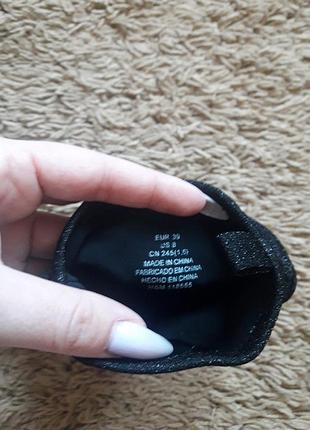 EUR 39
US 8
CN 245(1,5)
MADE IN CHINA
FABRICADO EM CHINA
HECHO EN CHINA